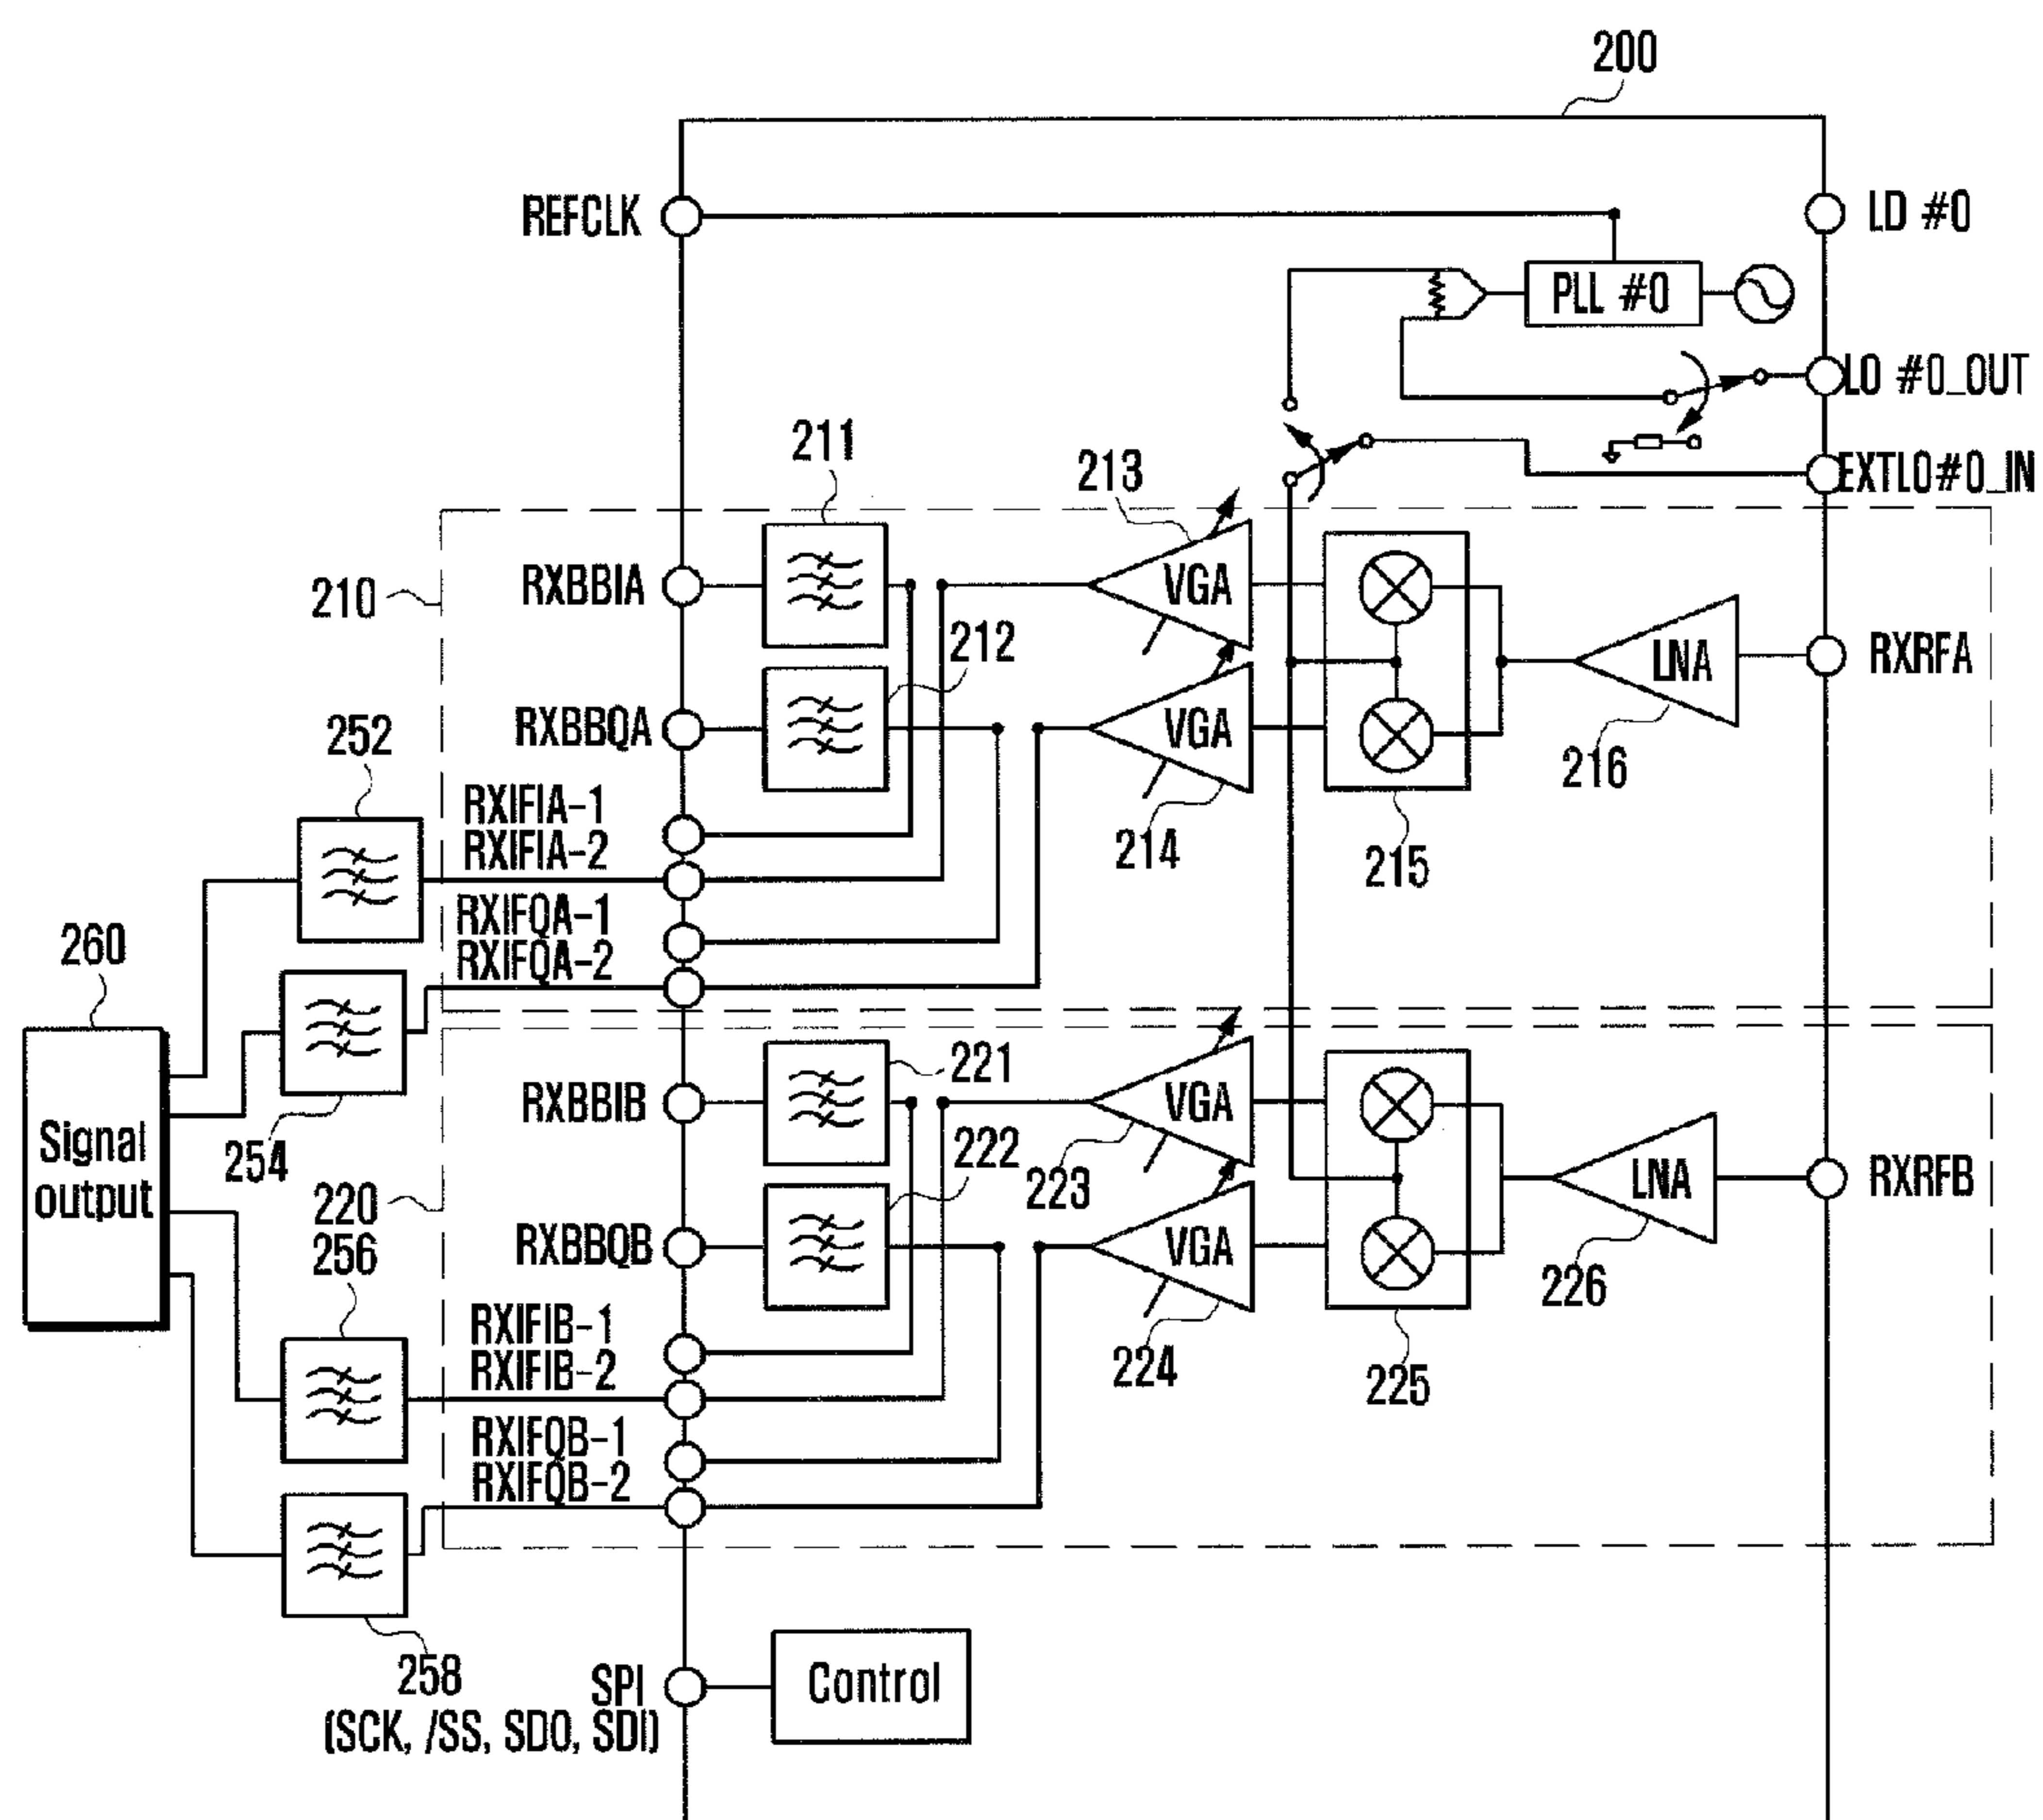 200
REFCLK
LD #0
PLL #0
LO #0_OUT
EXTLO#0_IN
211
213
210
RXBBIA
VGA
212
RXBBQA
VGA
LNA
RXRFA
216
252
214
215
RXIFIA-1
RXIFIA-2
RXIFQA-1
RXIFQA-2
260
254
Signal
output
221
RXBBIB
VGA
222
223
220
RXBBQB
VGA
LNA
RXRFB
226
256
224
225
RXIFIB-1
RXIFIB-2
RXIFQB-1
RXIFQB-2
258
SPI
(SCK, /SS, SDO, SDI)
Control